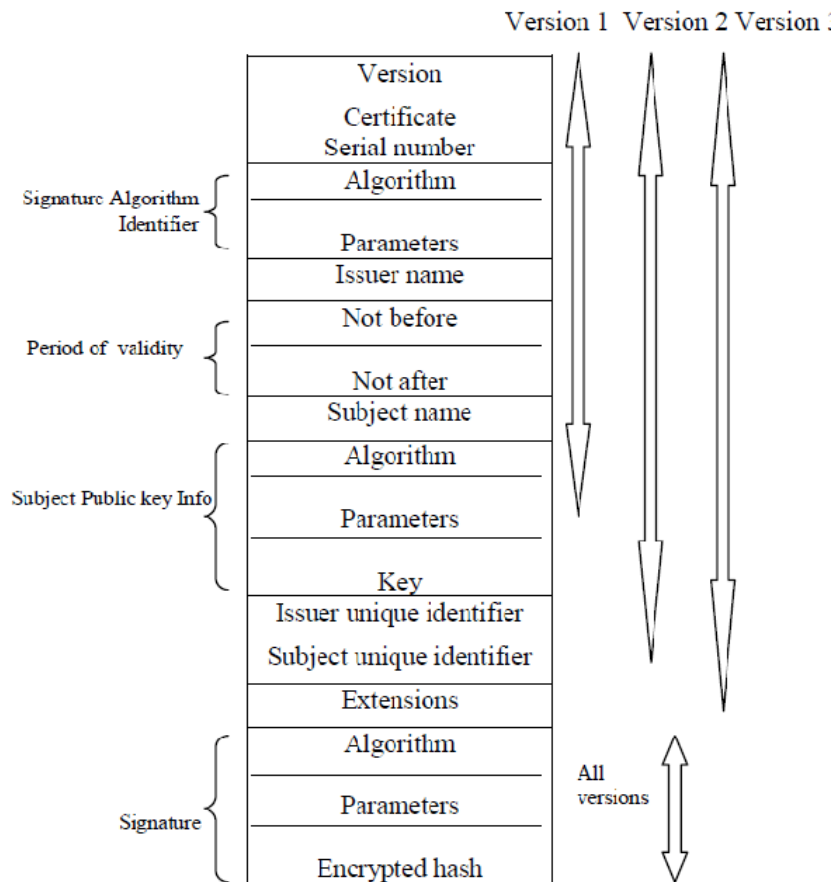 Version 1 Version 2 Version 3
Version
Certificate
Serial number
Signature Algorithm
Identifier
Algorithm
Parameters
Issuer name
Period of validity
Not before
Not after
Subject name
Subject Public key Info
Algorithm
Parameters
Key
Issuer unique identifier
Subject unique identifier
Extensions
Signature
Algorithm
Parameters
Encrypted hash
All
versions